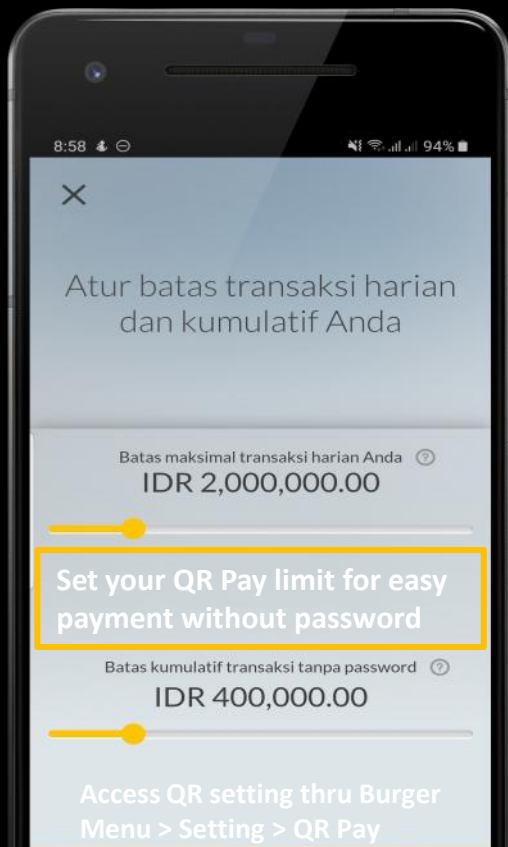 8:58 94%
Atur batas transaksi harian
dan kumulatif Anda
Batas maksimal transaksi harian Anda ?
IDR 2,000,000.00
Set your QR Pay limit for easy
payment without password
Batas kumulatif transaksi tanpa password ?
IDR 400,000.00
Access QR setting thru Burger
Menu > Setting > QR Pay